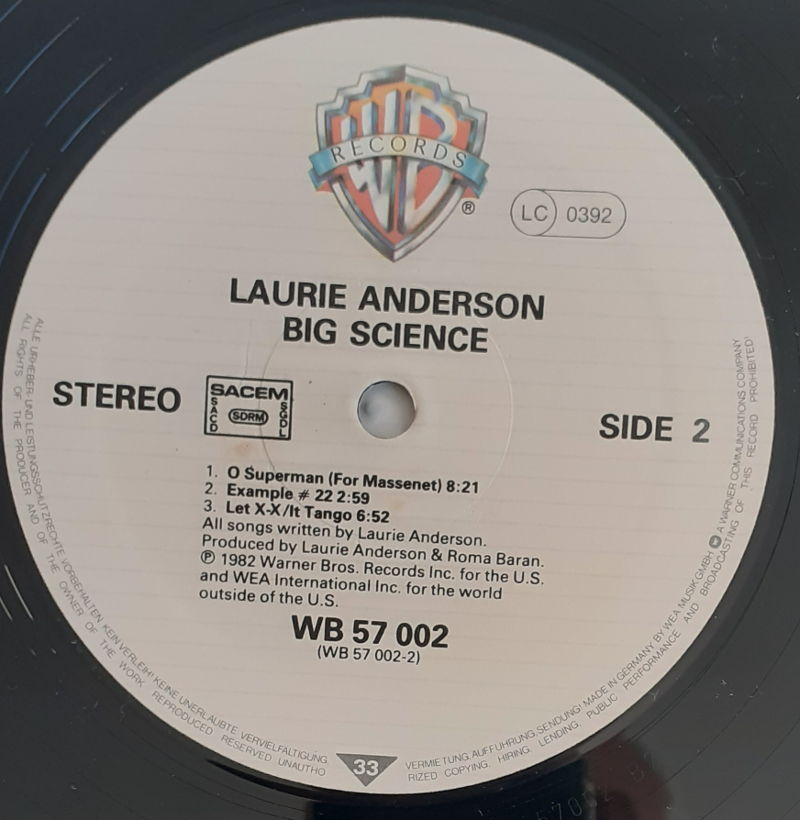 WB
RECORDS
®
LC 0392
LAURIE ANDERSON
BIG SCIENCE
STEREO
SACEM
SACD
SDRM
SGDL
SIDE 2
1. O Superman (For Massenet) 8:21
2. Example # 22 2:59
3. Let X-X/It Tango 6:52
All songs written by Laurie Anderson.
Produced by Laurie Anderson & Roma Baran.
℗ 1982 Warner Bros. Records Inc. for the U.S.
and WEA International Inc. for the world
outside of the U.S.
WB 57 002
(WB 57 002-2)
33
ALLE URHEBER- UND LEISTUNGSSCHUTZRECHTE VORBEHALTEN KEIN VERLEIH! KEINE UNERLAUBTE VERVIELFÄLTIGUNG,
VERMIETUNG, AUFFÜHRUNG, SENDUNG! MADE IN GERMANY BY WEA MUSIK GMBH A WARNER COMMUNICATIONS COMPANY
ALL RIGHTS OF THE PRODUCER AND OF THE OWNER OF THE WORK REPRODUCED RESERVED UNAUTHO
RIZED COPYING, HIRING, LENDING, PUBLIC PERFORMANCE AND BROADCASTING OF THIS RECORD PROHIBITED!